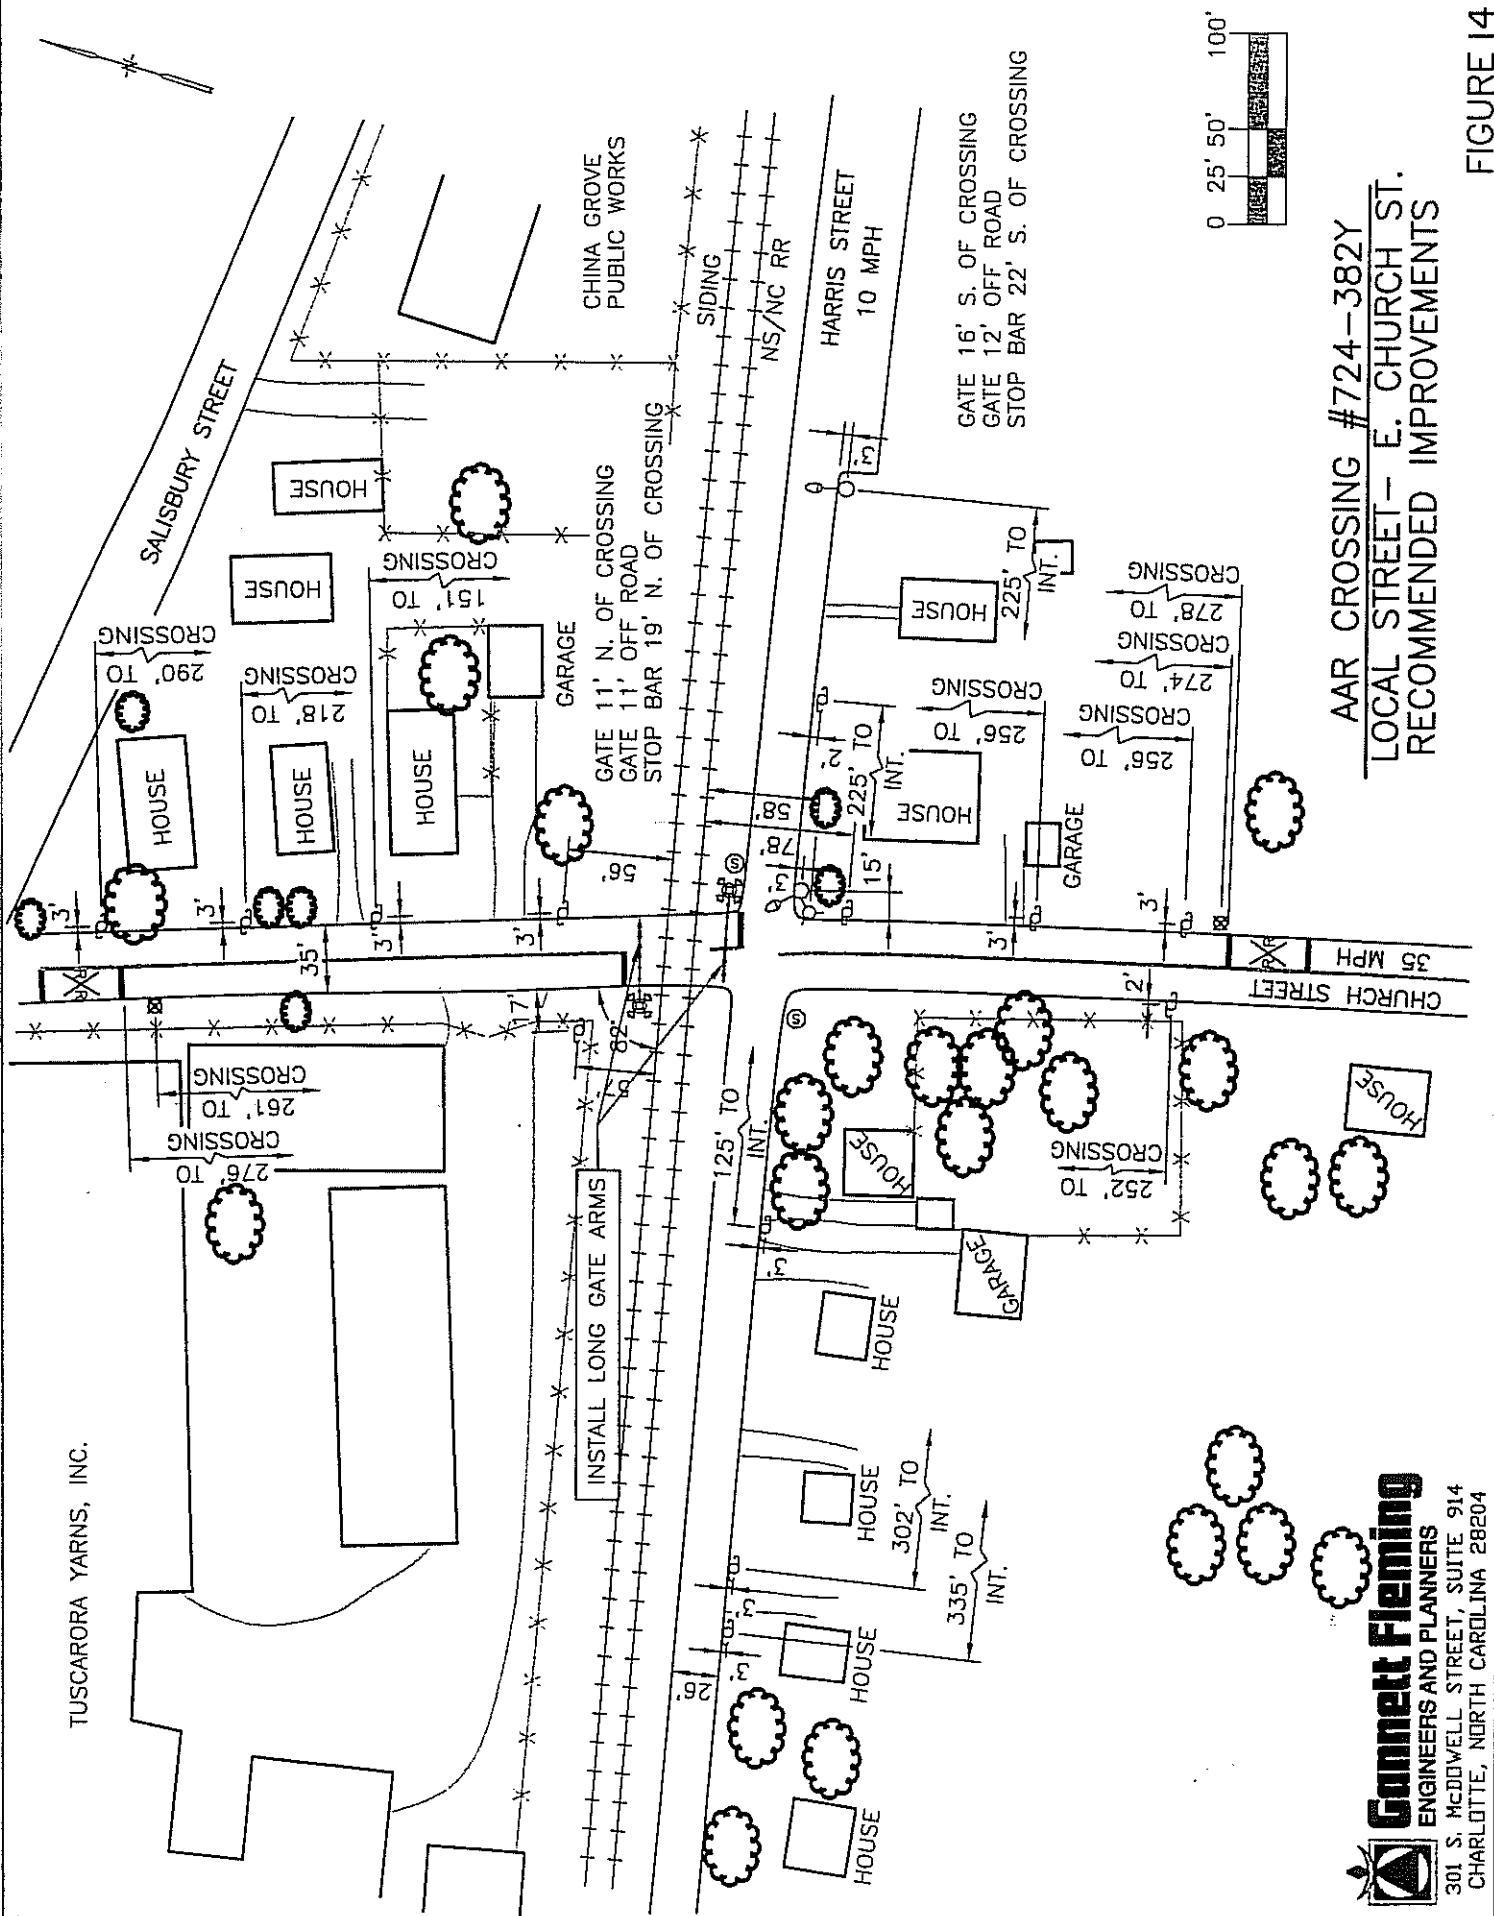 TUSCARORA YARNS, INC.
SALISBURY STREET
CHINA GROVE
PUBLIC WORKS
SIDING
NS/NC RR
HARRIS STREET
10 MPH
HOUSE
HOUSE
HOUSE
HOUSE
HOUSE
GARAGE
290' TO
CROSSING
218' TO
CROSSING
151' TO
CROSSING
GATE 11' N. OF CROSSING
GATE 11' OFF ROAD
STOP BAR 19' N. OF CROSSING
GATE 16' S. OF CROSSING
GATE 12' OFF ROAD
STOP BAR 22' S. OF CROSSING
3'
3'
3'
3'
35'
17'
56'
82'
R R
261' TO
CROSSING
276' TO
CROSSING
INSTALL LONG GATE ARMS
125' TO
INT.
S
S
58'
78'
3'
15'
2'
3'
225' TO
INT.
225' TO
INT.
HOUSE
HOUSE
GARAGE
256' TO
CROSSING
256' TO
CROSSING
274' TO
CROSSING
278' TO
CROSSING
3'
3'
2'
R R
35 MPH
CHURCH STREET
252' TO
CROSSING
HOUSE
GARAGE
HOUSE
HOUSE
HOUSE
HOUSE
HOUSE
3'
3'
3'
26'
302' TO
INT.
335' TO
INT.
0 25' 50' 100'
AAR CROSSING #724-382Y
LOCAL STREET- E. CHURCH ST.
RECOMMENDED IMPROVEMENTS
FIGURE 14
Gannett Fleming
ENGINEERS AND PLANNERS
301 S. McDOWELL STREET, SUITE 914
CHARLOTTE, NORTH CAROLINA 28204